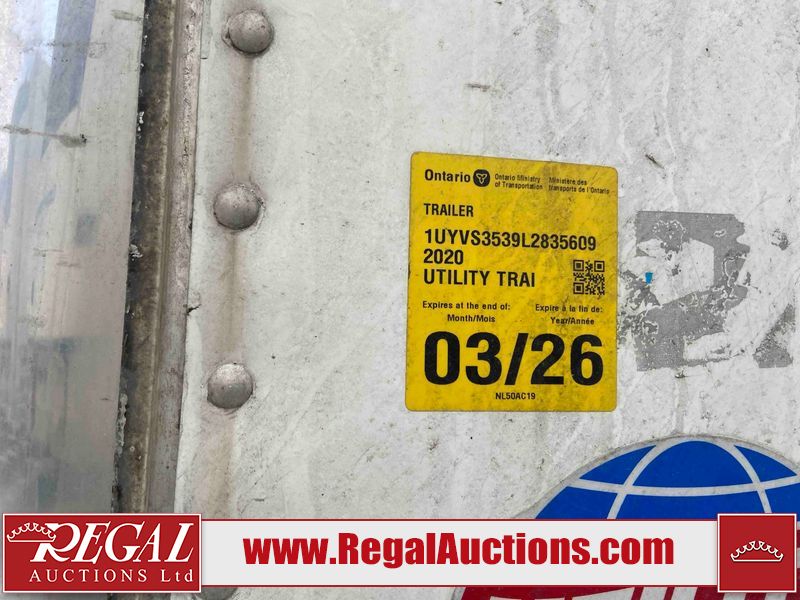 Ontario
Ontario Ministry
of Transportation
Ministère des
transports de l'Ontario
TRAILER
1UYVS3539L2835609
2020
UTILITY TRAI
Expires at the end of:
Month/Mois
Expire à la fin de:
Year/Année
03/26
NL50AC19
REGAL
AUCTIONS Ltd
www.RegalAuctions.com